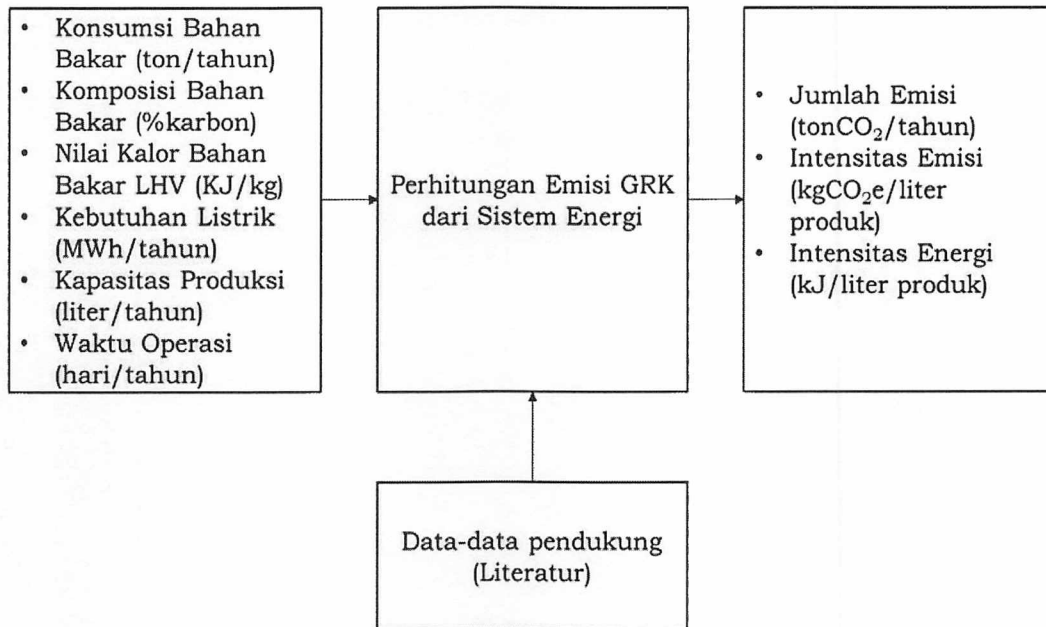 • Konsumsi Bahan
Bakar (ton/tahun)
• Komposisi Bahan
Bakar (%karbon)
• Nilai Kalor Bahan
Bakar LHV (KJ/kg)
• Kebutuhan Listrik
(MWh/tahun)
• Kapasitas Produksi
(liter/tahun)
• Waktu Operasi
(hari/tahun)
Perhitungan Emisi GRK
dari Sistem Energi
• Jumlah Emisi
(tonCO₂/tahun)
• Intensitas Emisi
(kgCO₂e/liter
produk)
• Intensitas Energi
(kJ/liter produk)
Data-data pendukung
(Literatur)